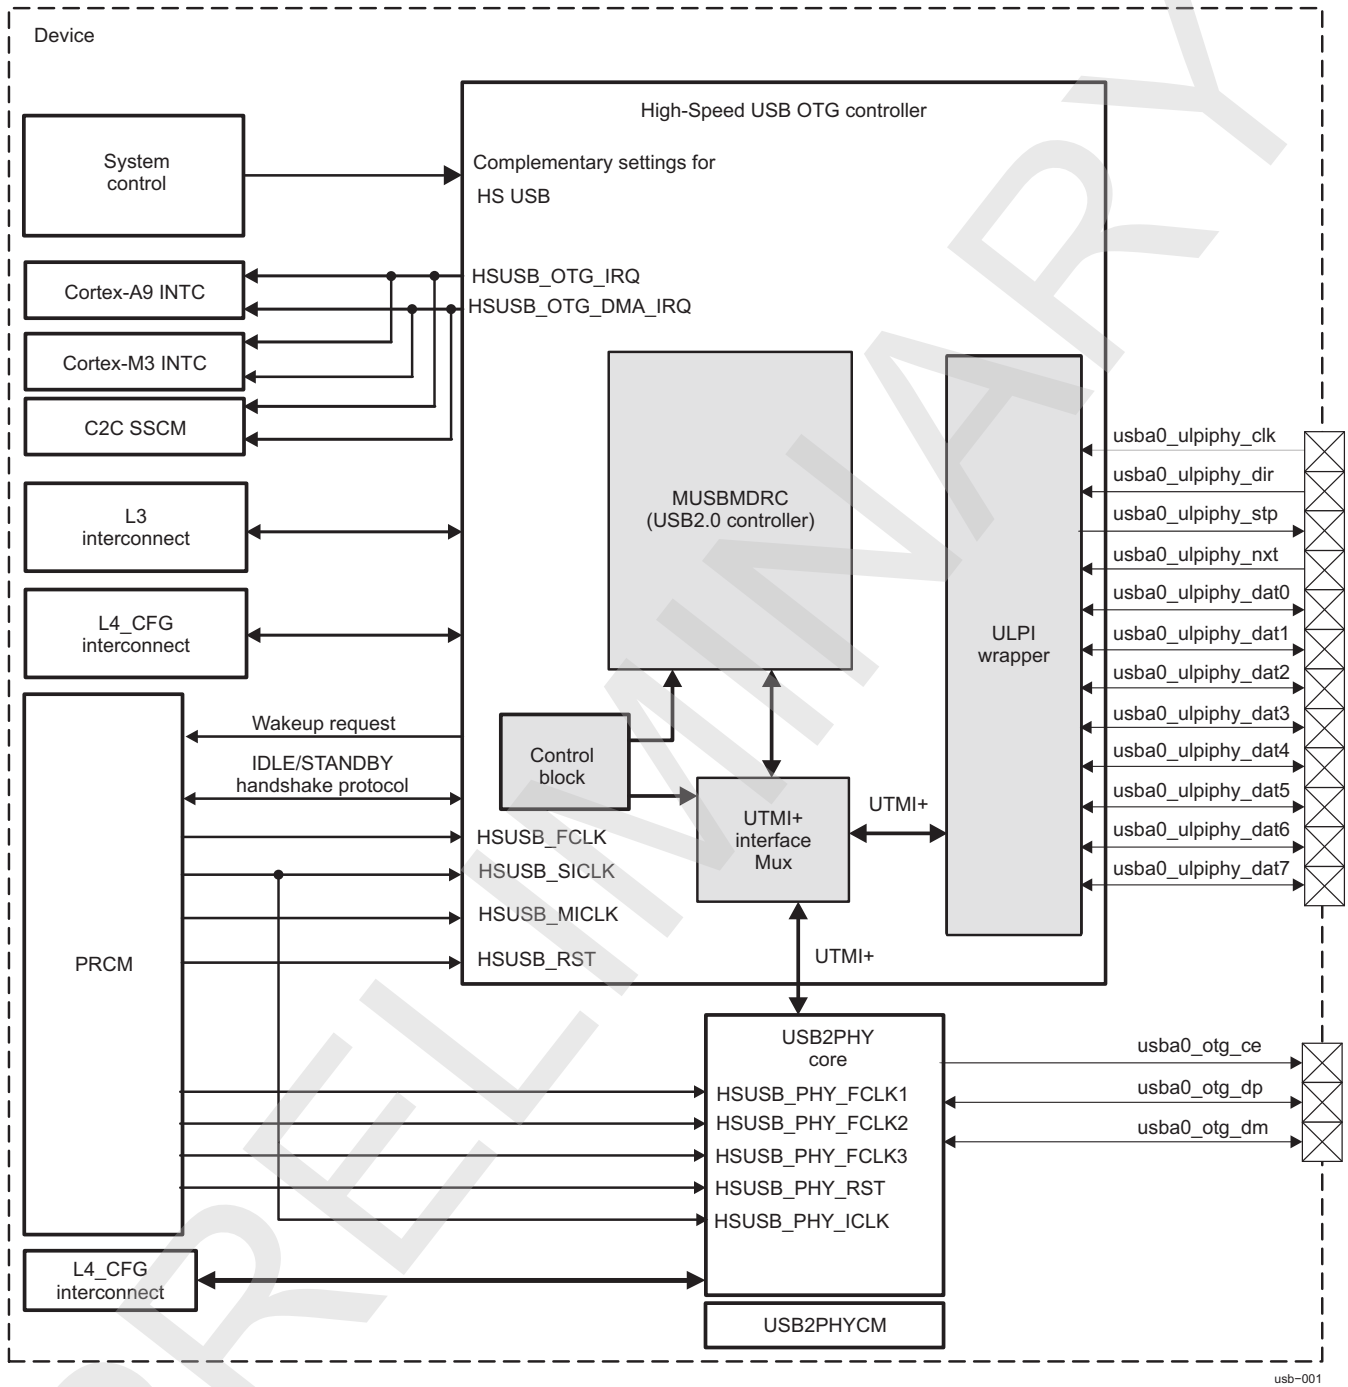 Device
High-Speed USB OTG controller
System
control
Complementary settings for
HS USB
Cortex-A9 INTC
HSUSB_OTG_IRQ
HSUSB_OTG_DMA_IRQ
Cortex-M3 INTC
C2C SSCM
L3
interconnect
L4_CFG
interconnect
MUSBMDRC
(USB2.0 controller)
ULPI
wrapper
usba0_ulpiphy_clk
usba0_ulpiphy_dir
usba0_ulpiphy_stp
usba0_ulpiphy_nxt
usba0_ulpiphy_dat0
usba0_ulpiphy_dat1
usba0_ulpiphy_dat2
usba0_ulpiphy_dat3
usba0_ulpiphy_dat4
usba0_ulpiphy_dat5
usba0_ulpiphy_dat6
usba0_ulpiphy_dat7
Wakeup request
IDLE/STANDBY
handshake protocol
Control
block
UTMI+
interface
Mux
UTMI+
HSUSB_FCLK
HSUSB_SICLK
HSUSB_MICLK
HSUSB_RST
PRCM
UTMI+
USB2PHY
core
HSUSB_PHY_FCLK1
HSUSB_PHY_FCLK2
HSUSB_PHY_FCLK3
HSUSB_PHY_RST
HSUSB_PHY_ICLK
usba0_otg_ce
usba0_otg_dp
usba0_otg_dm
L4_CFG
interconnect
USB2PHYCM
usb−001
PRELIMINARY